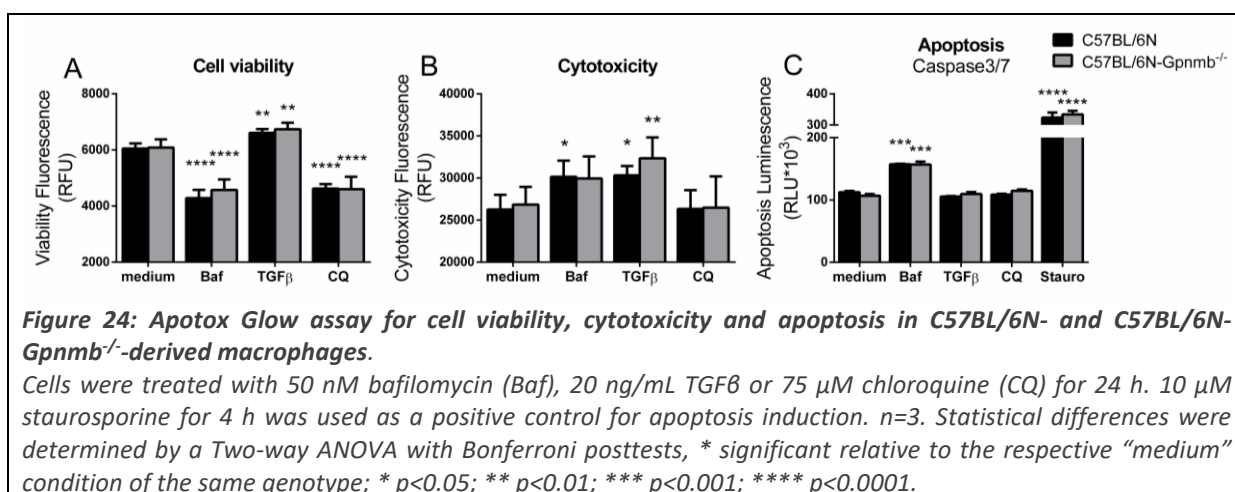 C57BL/6N
C57BL/6N-Gpnmb-/-
A
Cell viability
Viability Fluorescence
(RFU)
8000
6000
4000
2000
****
****
**
**
****
****
medium Baf TGFβ CQ
B
Cytotoxicity
Cytotoxicity Fluorescence
(RFU)
40000
35000
30000
25000
20000
*
*
**
medium Baf TGFβ CQ
C
Apoptosis
Caspase3/7
Apoptosis Luminescence
(RLU*10^3)
400
300
200
100
0
***
***
****
****
medium Baf TGFβ CQ Stauro
Figure 24: Apotox Glow assay for cell viability, cytotoxicity and apoptosis in C57BL/6N- and C57BL/6N-
Gpnmb-/--derived macrophages.
Cells were treated with 50 nM bafilomycin (Baf), 20 ng/mL TGFβ or 75 µM chloroquine (CQ) for 24 h. 10 µM
staurosporine for 4 h was used as a positive control for apoptosis induction. n=3. Statistical differences were
determined by a Two-way ANOVA with Bonferroni posttests, * significant relative to the respective “medium”
condition of the same genotype; * p<0.05; ** p<0.01; *** p<0.001; **** p<0.0001.